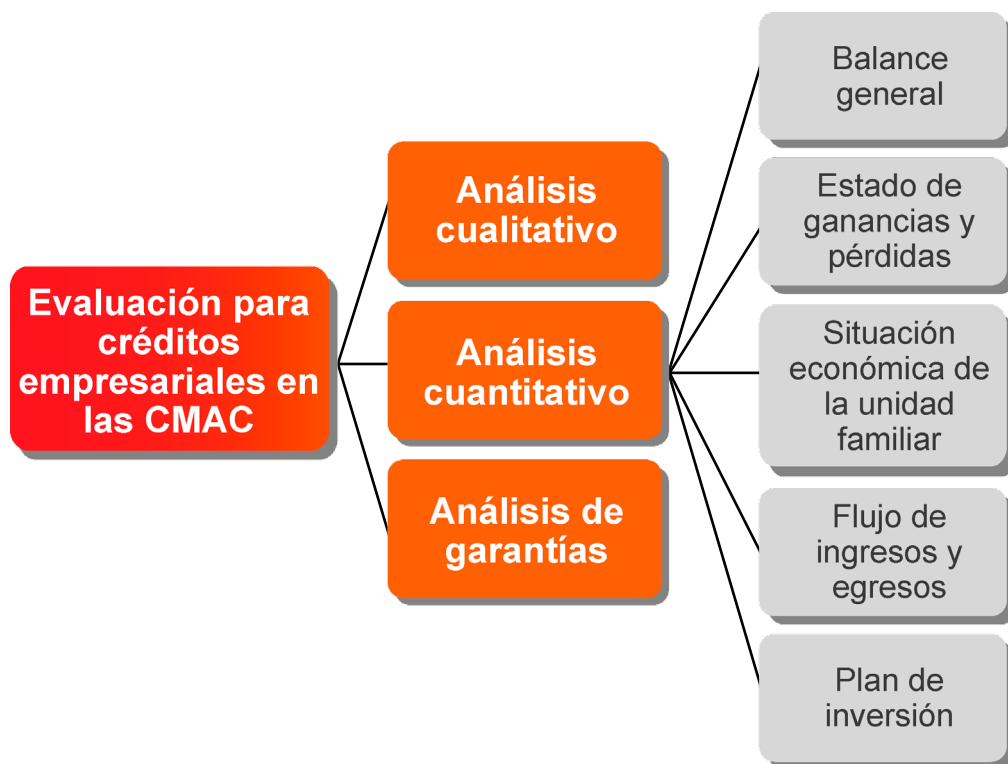 Evaluación para
créditos
empresariales en
las CMAC
Análisis
cualitativo
Análisis
cuantitativo
Análisis de
garantías
Balance
general
Estado de
ganancias y
pérdidas
Situación
económica de
la unidad
familiar
Flujo de
ingresos y
egresos
Plan de
inversión